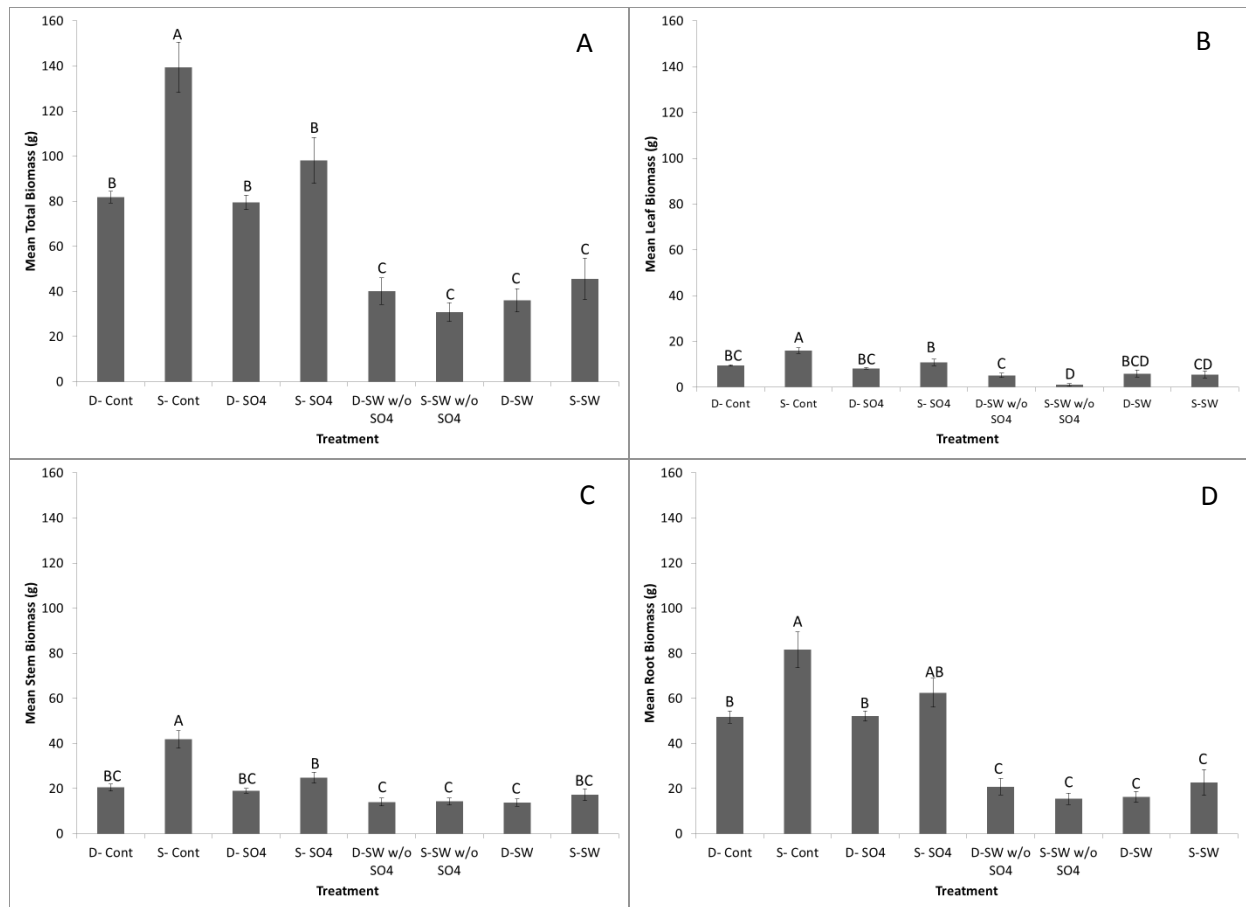 A
Mean Total Biomass (g)
160
140
120
100
80
60
40
20
0
B
A
B
B
C
C
C
C
D- Cont
S- Cont
D- SO4
S- SO4
D-SW w/o
SO4
S-SW w/o
SO4
D-SW
S-SW
Treatment
B
Mean Leaf Biomass (g)
160
140
120
100
80
60
40
20
0
BC
A
BC
B
C
D
BCD
CD
D- Cont
S- Cont
D- SO4
S- SO4
D-SW w/o
SO4
S-SW w/o
SO4
D-SW
S-SW
Treatment
C
Mean Stem Biomass (g)
160
140
120
100
80
60
40
20
0
BC
A
BC
B
C
C
C
BC
D- Cont
S- Cont
D- SO4
S- SO4
D-SW w/o
SO4
S-SW w/o
SO4
D-SW
S-SW
Treatment
D
Mean Root Biomass (g)
160
140
120
100
80
60
40
20
0
B
A
B
AB
C
C
C
C
D- Cont
S- Cont
D- SO4
S- SO4
D-SW w/o
SO4
S-SW w/o
SO4
D-SW
S-SW
Treatment